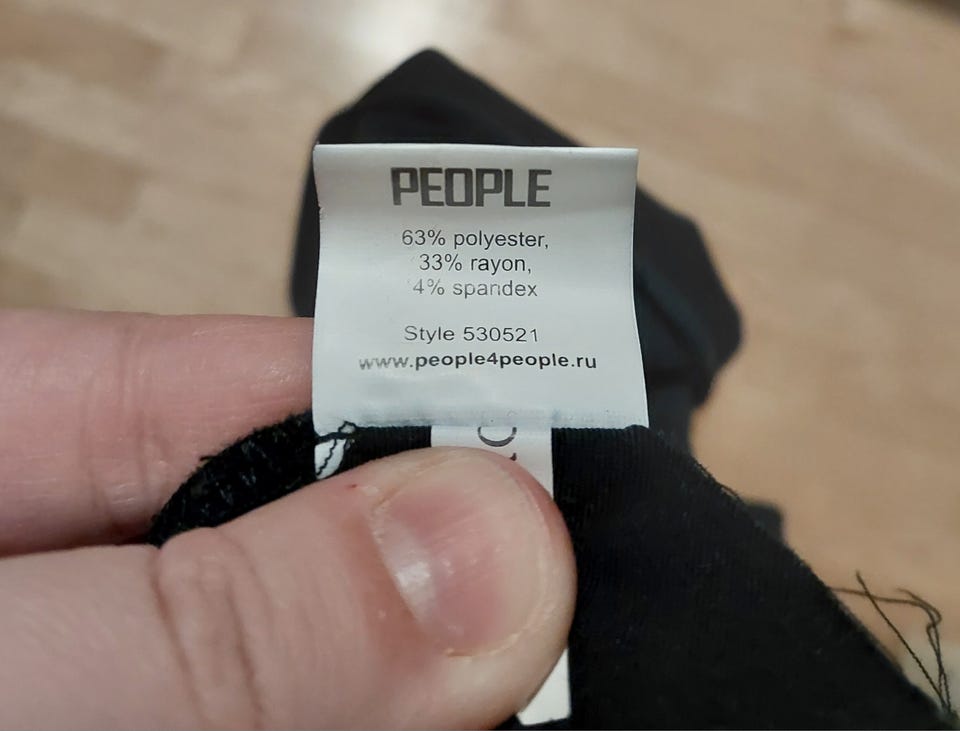 PEOPLE
63% polyester,
33% rayon,
4% spandex
Style 530521
www.people4people.ru